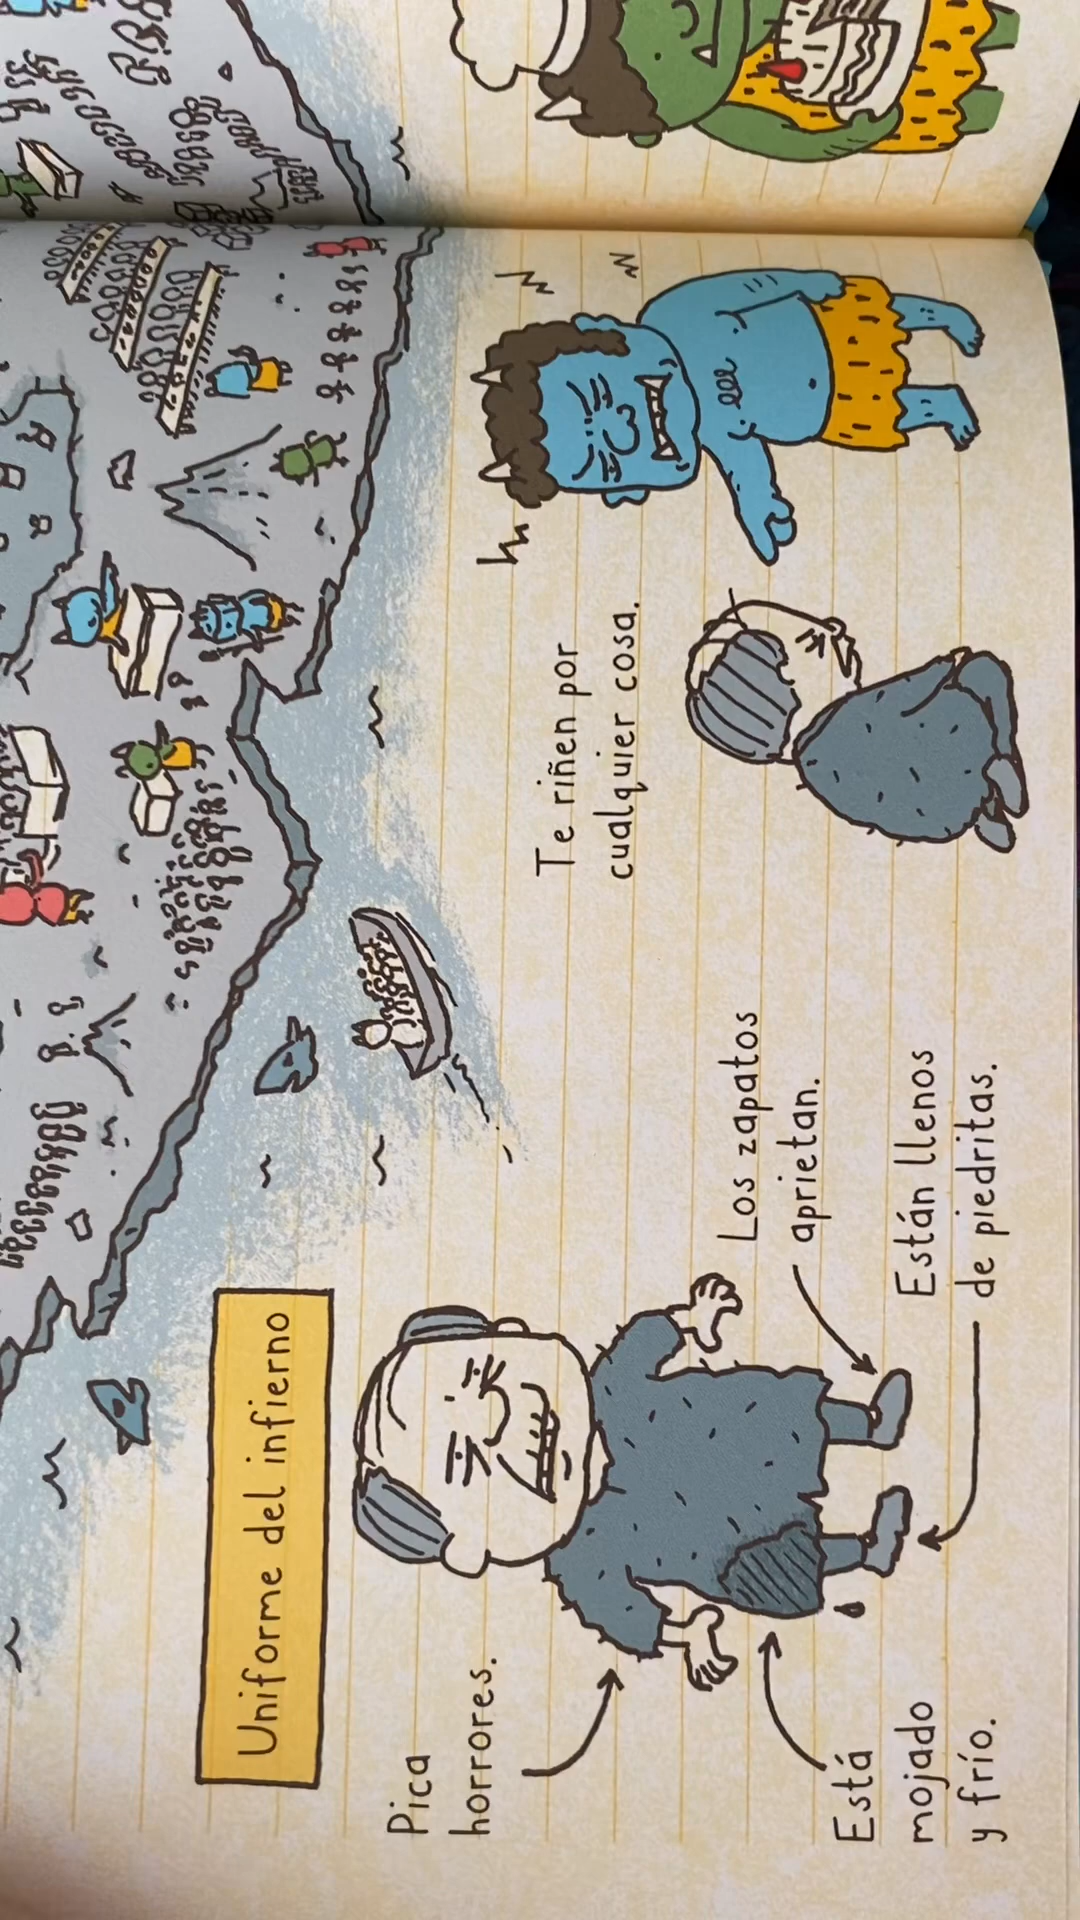 Uniforme del infierno
Pica
horrores.
Está
mojado
y frío.
Los zapatos
aprietan.
Están llenos
de piedritas.
Te riñen por
cualquier cosa.